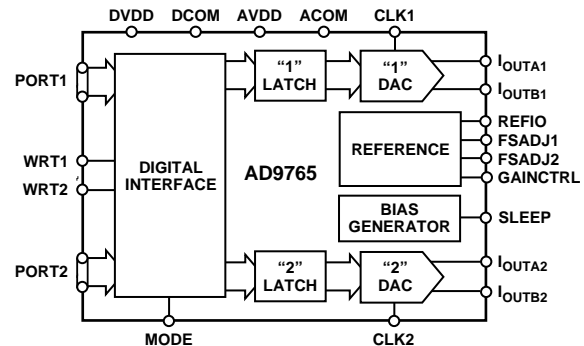 DVDD DCOM AVDD ACOM CLK1
PORT1
"1"
LATCH
"1"
DAC
IOUTA1
IOUTB1
REFIO
REFERENCE
FSADJ1
FSADJ2
GAINCTRL
WRT1
WRT2
DIGITAL
INTERFACE
AD9765
BIAS
GENERATOR
SLEEP
PORT2
"2"
LATCH
"2"
DAC
IOUTA2
IOUTB2
MODE CLK2